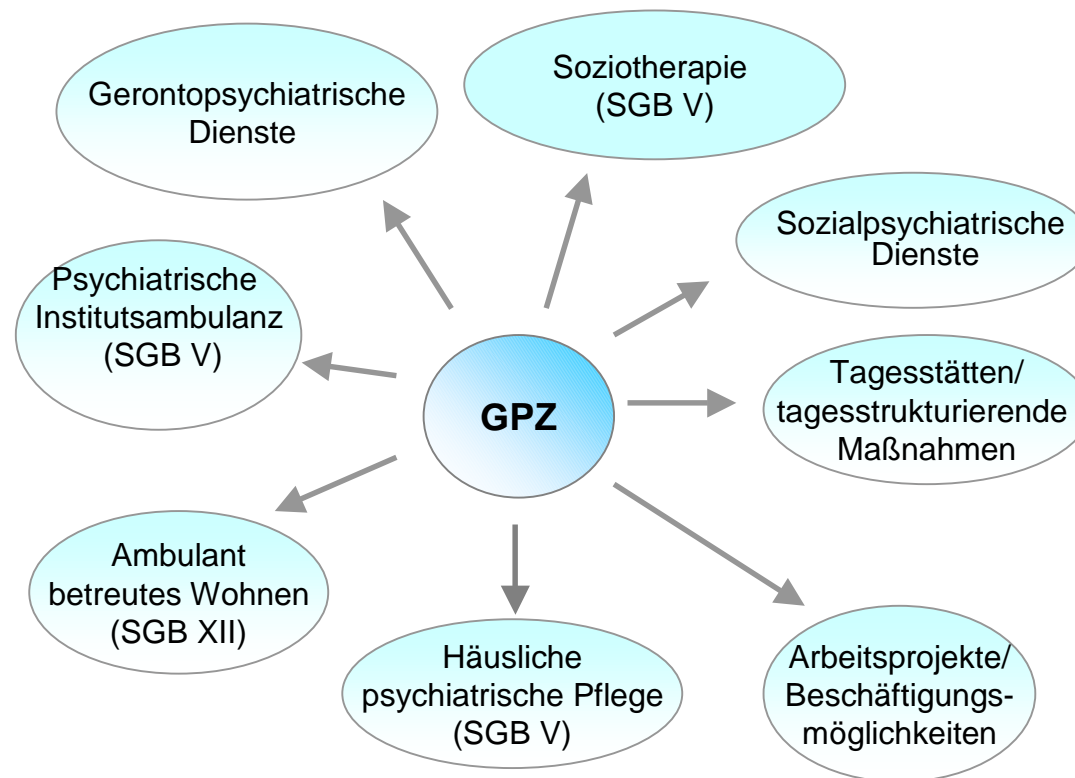 Gerontopsychiatrische
Dienste
Soziotherapie
(SGB V)
Sozialpsychiatrische
Dienste
Psychiatrische
Institutsambulanz
(SGB V)
GPZ
Tagesstätten/
tagesstrukturierende
Maßnahmen
Ambulant
betreutes Wohnen
(SGB XII)
Häusliche
psychiatrische Pflege
(SGB V)
Arbeitsprojekte/
Beschäftigungs-
möglichkeiten